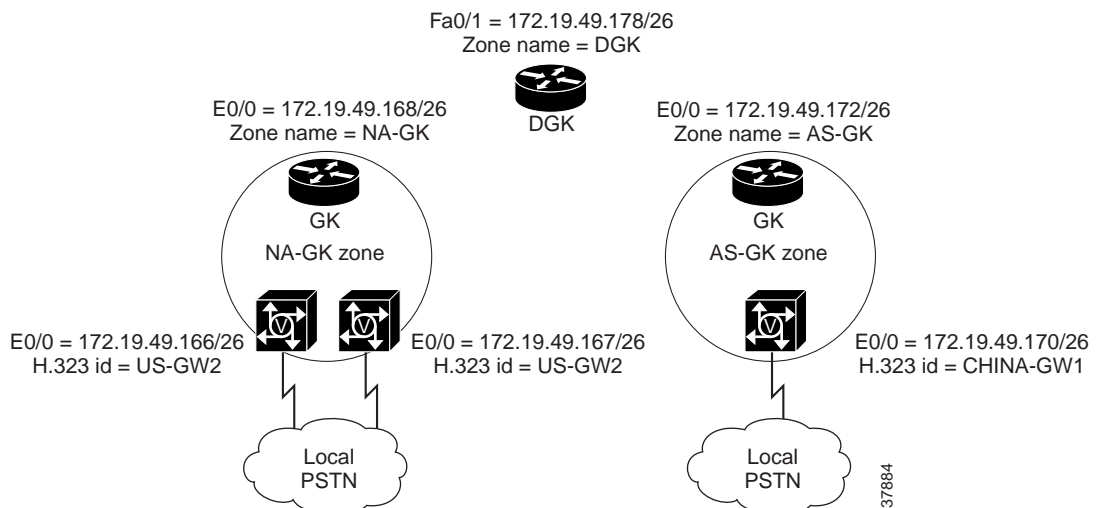 Fa0/1 = 172.19.49.178/26
Zone name = DGK
DGK
E0/0 = 172.19.49.168/26
Zone name = NA-GK
E0/0 = 172.19.49.172/26
Zone name = AS-GK
GK
NA-GK zone
GK
AS-GK zone
V
V
V
E0/0 = 172.19.49.166/26
H.323 id = US-GW2
E0/0 = 172.19.49.167/26
H.323 id = US-GW2
E0/0 = 172.19.49.170/26
H.323 id = CHINA-GW1
Local
PSTN
Local
PSTN
37884